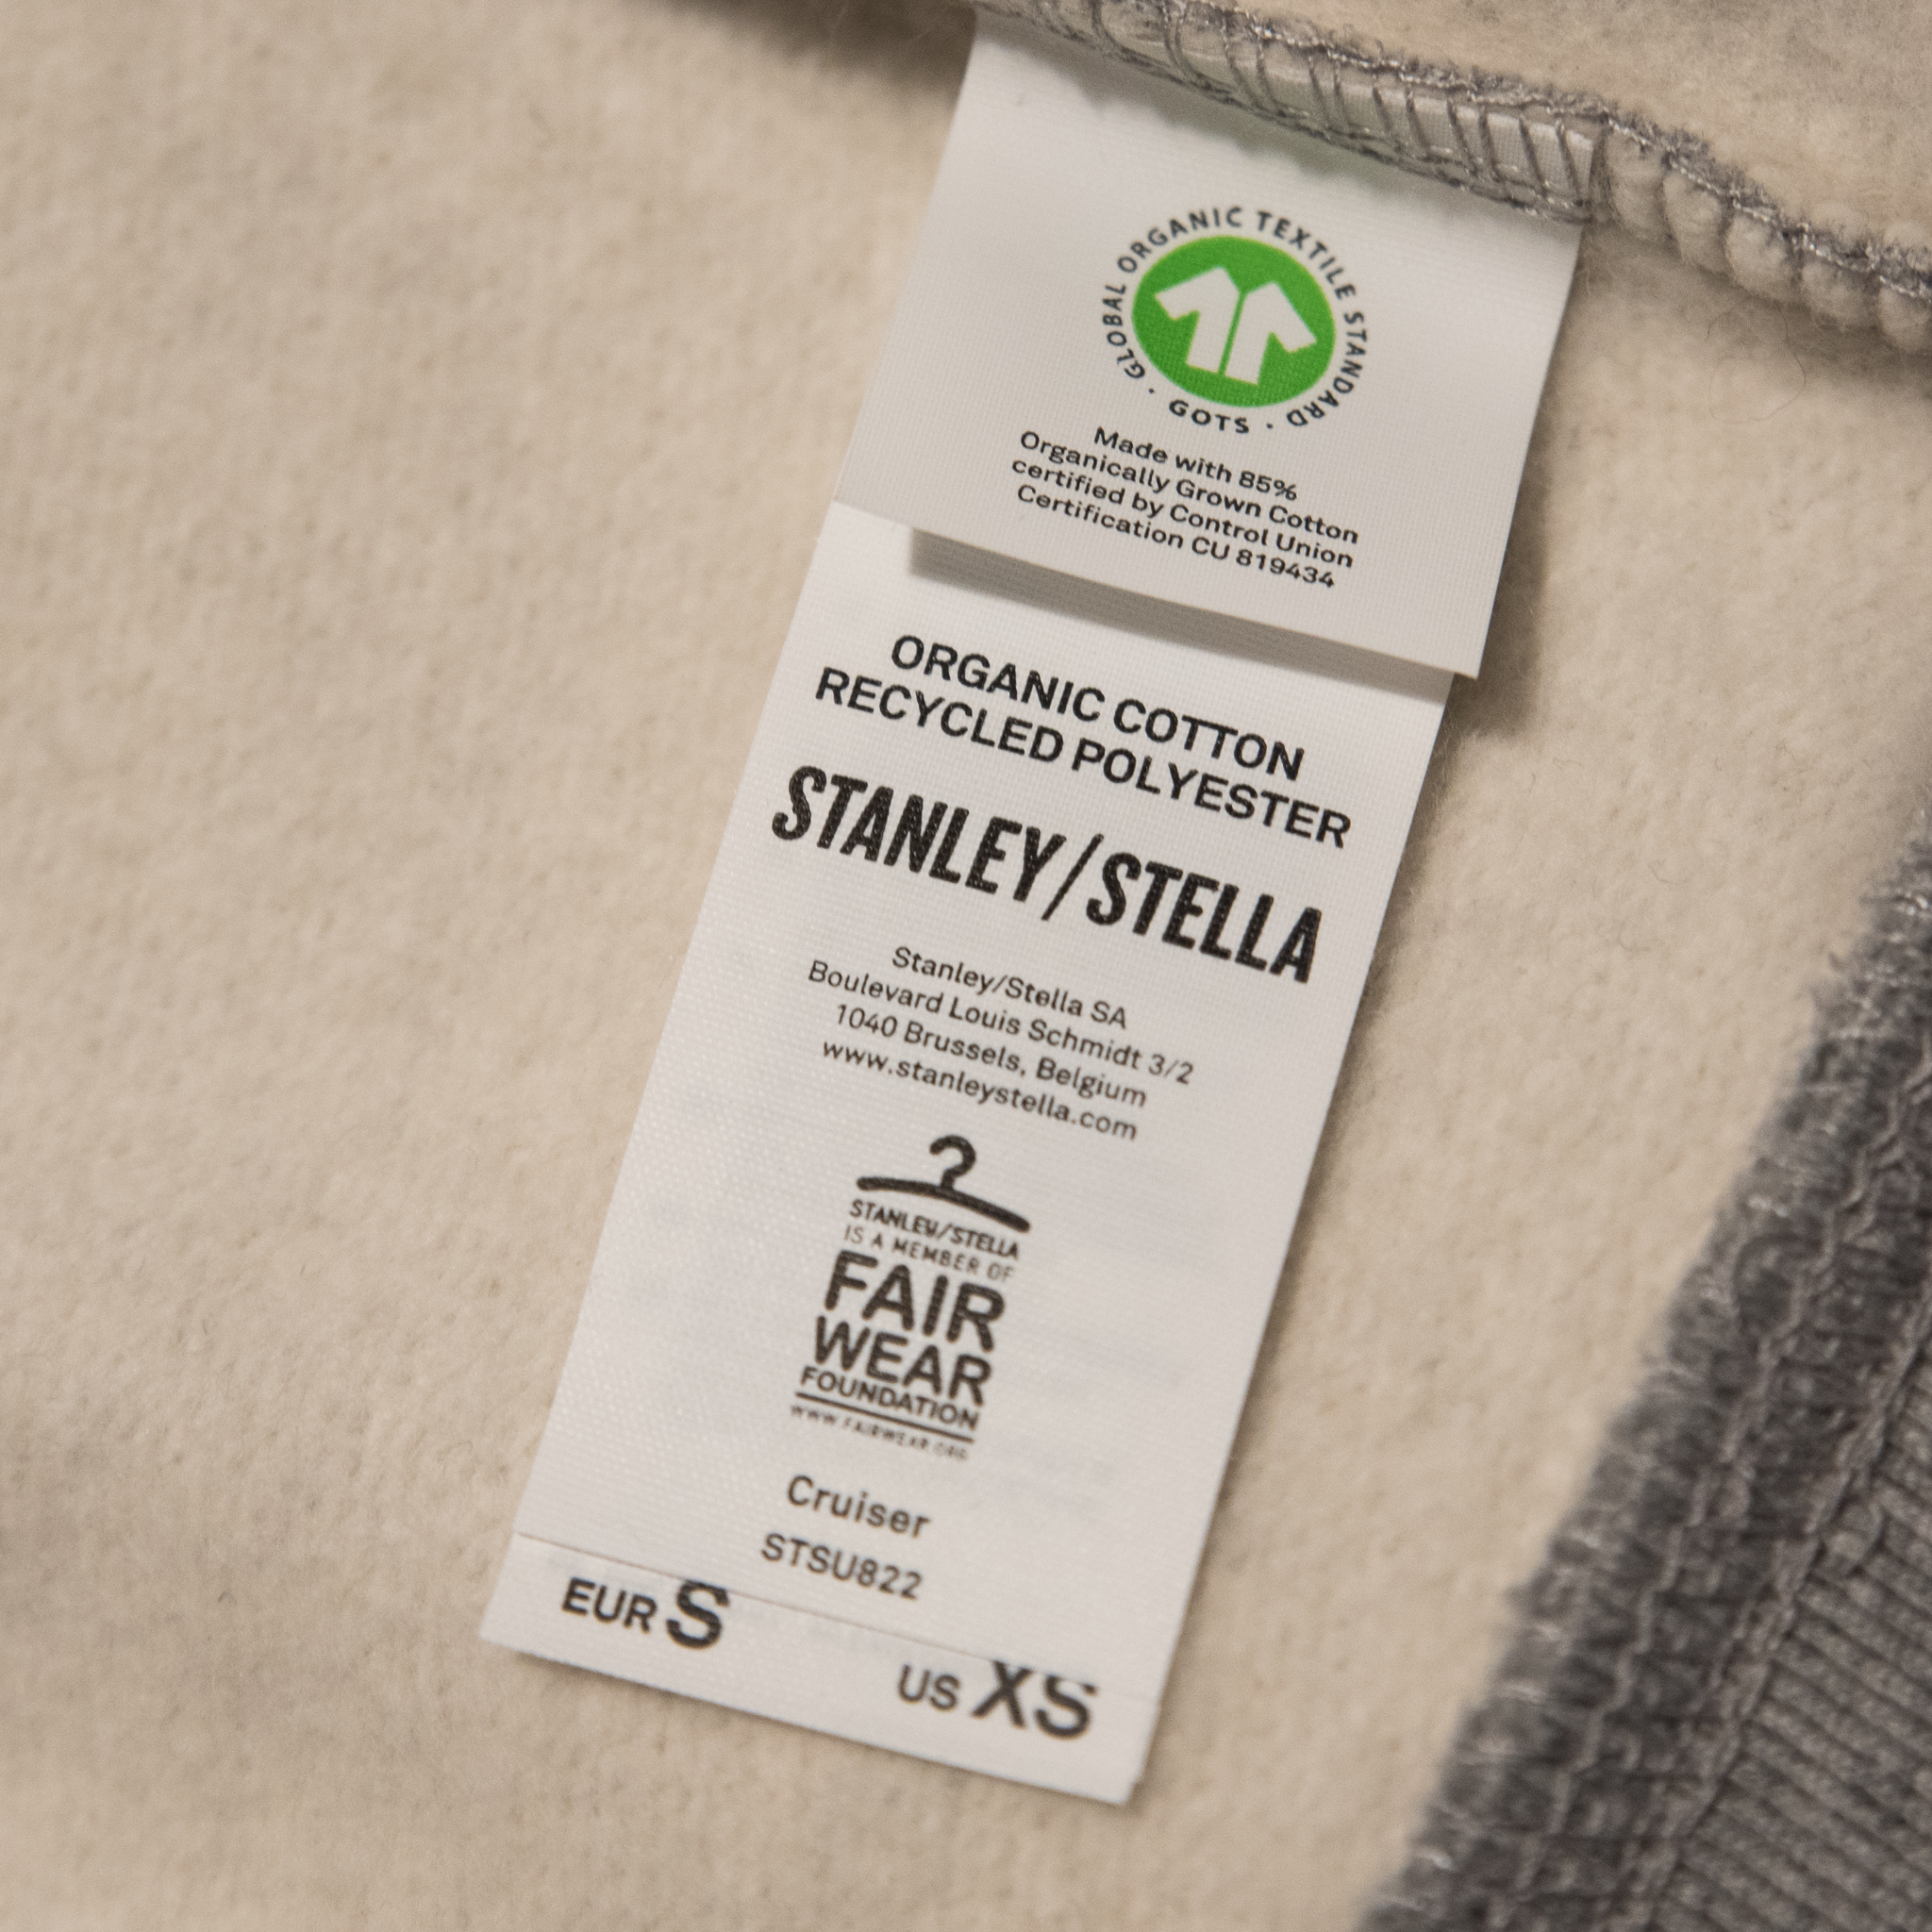 GLOBAL ORGANIC TEXTILE STANDARD · GOTS ·
Made with 85%
Organically Grown Cotton
certified by Control Union
Certification CU 819434
ORGANIC COTTON
RECYCLED POLYESTER
STANLEY/STELLA
Stanley/Stella SA
Boulevard Louis Schmidt 3/2
1040 Brussels, Belgium
www.stanleystella.com
STANLEY/STELLA
IS A MEMBER OF
FAIR
WEAR
FOUNDATION
WWW.FAIRWEAR.ORG
Cruiser
STSU822
EUR S
US XS